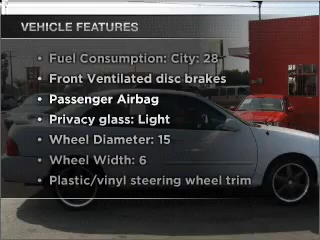 VEHICLE FEATURES
• Fuel Consumption: City: 28
• Front Ventilated disc brakes
• Passenger Airbag
• Privacy glass: Light
• Wheel Diameter: 15
• Wheel Width: 6
• Plastic/vinyl steering wheel trim